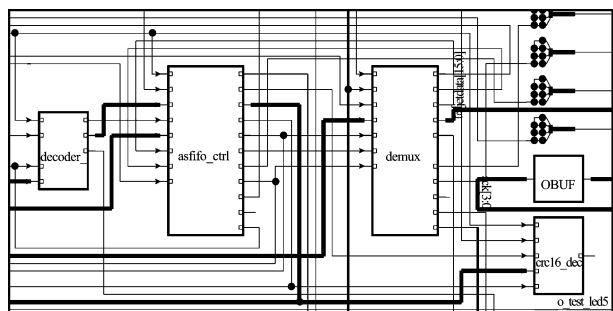 decoder
asfifo_ctrl
demux
OBUF
crc16_dec
o_test_led5